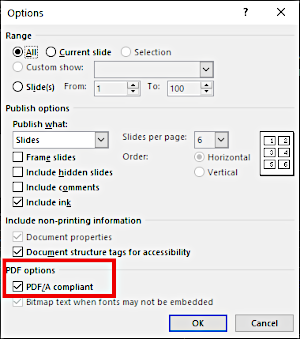 Options
Range
All Current slide Selection
Custom show:
Slide(s) From: 1 To: 100
Publish options
Publish what: Slides per page: 6
Slides
Frame slides Order: Horizontal
Include hidden slides Vertical
Include comments
Include ink
1 2
3 4
5 6
Include non-printing information
Document properties
Document structure tags for accessibility
PDF options
PDF/A compliant
Bitmap text when fonts may not be embedded
OK Cancel